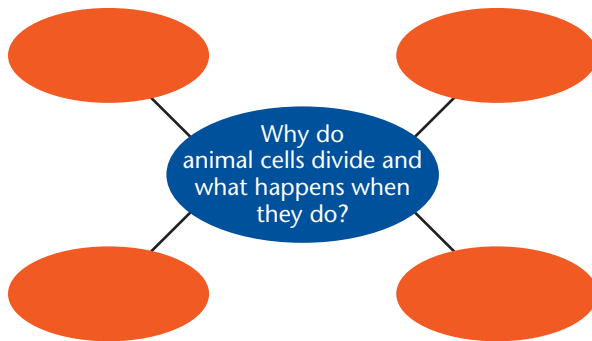 Why do
animal cells divide and
what happens when
they do?